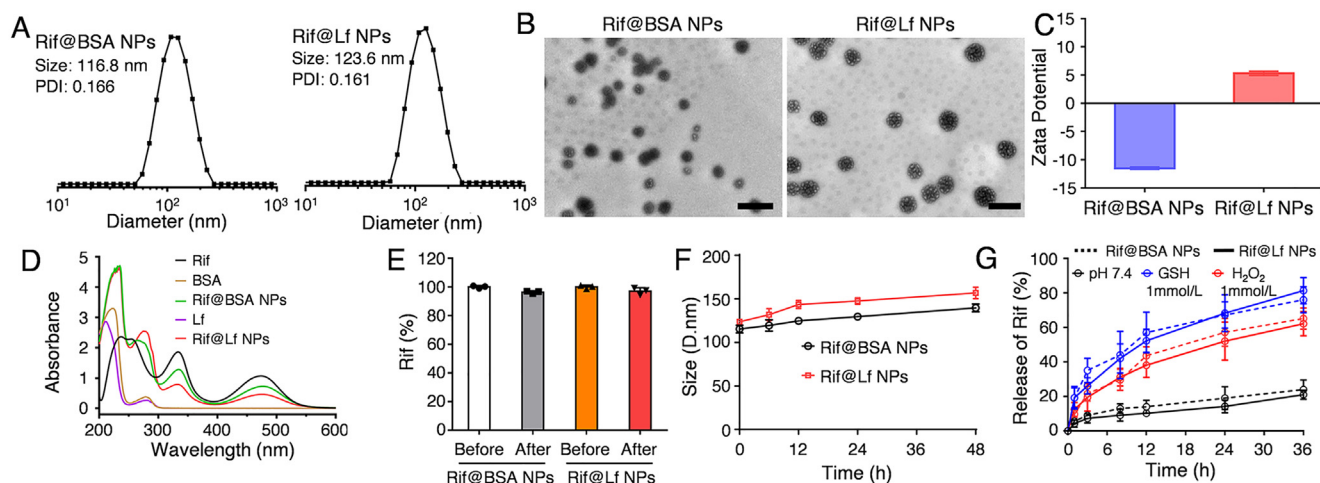 A
Rif@BSA NPs
Size: 116.8 nm
PDI: 0.166
10¹ 10² 10³
Diameter (nm)
Rif@Lf NPs
Size: 123.6 nm
PDI: 0.161
10¹ 10² 10³
Diameter (nm)
B
Rif@BSA NPs Rif@Lf NPs
C
Zata Potential
15
10
5
0
-5
-10
-15
Rif@BSA NPs Rif@Lf NPs
D
Absorbance
5
4
3
2
1
0
200 300 400 500 600
Wavelength (nm)
Rif
BSA
Rif@BSA NPs
Lf
Rif@Lf NPs
E
Rif (%)
120
100
80
60
40
20
0
Before After Before After
Rif@BSA NPs Rif@Lf NPs
F
Size (D.nm)
200
150
100
50
0
0 12 24 36 48
Time (h)
Rif@BSA NPs
Rif@Lf NPs
G
Rif@BSA NPs Rif@Lf NPs
pH 7.4 GSH H₂O₂
1mmol/L 1mmol/L
Release of Rif (%)
100
80
60
40
20
0
0 4 8 12 16 20 24 28 32 36
Time (h)